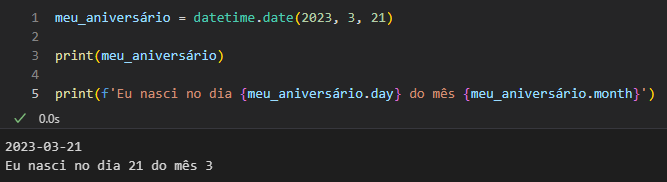 1 meu_aniversário = datetime.date(2023, 3, 21)
2
3 print(meu_aniversário)
4
5 print(f'Eu nasci no dia {meu_aniversário.day} do mês {meu_aniversário.month}')
0.0s
2023-03-21
Eu nasci no dia 21 do mês 3